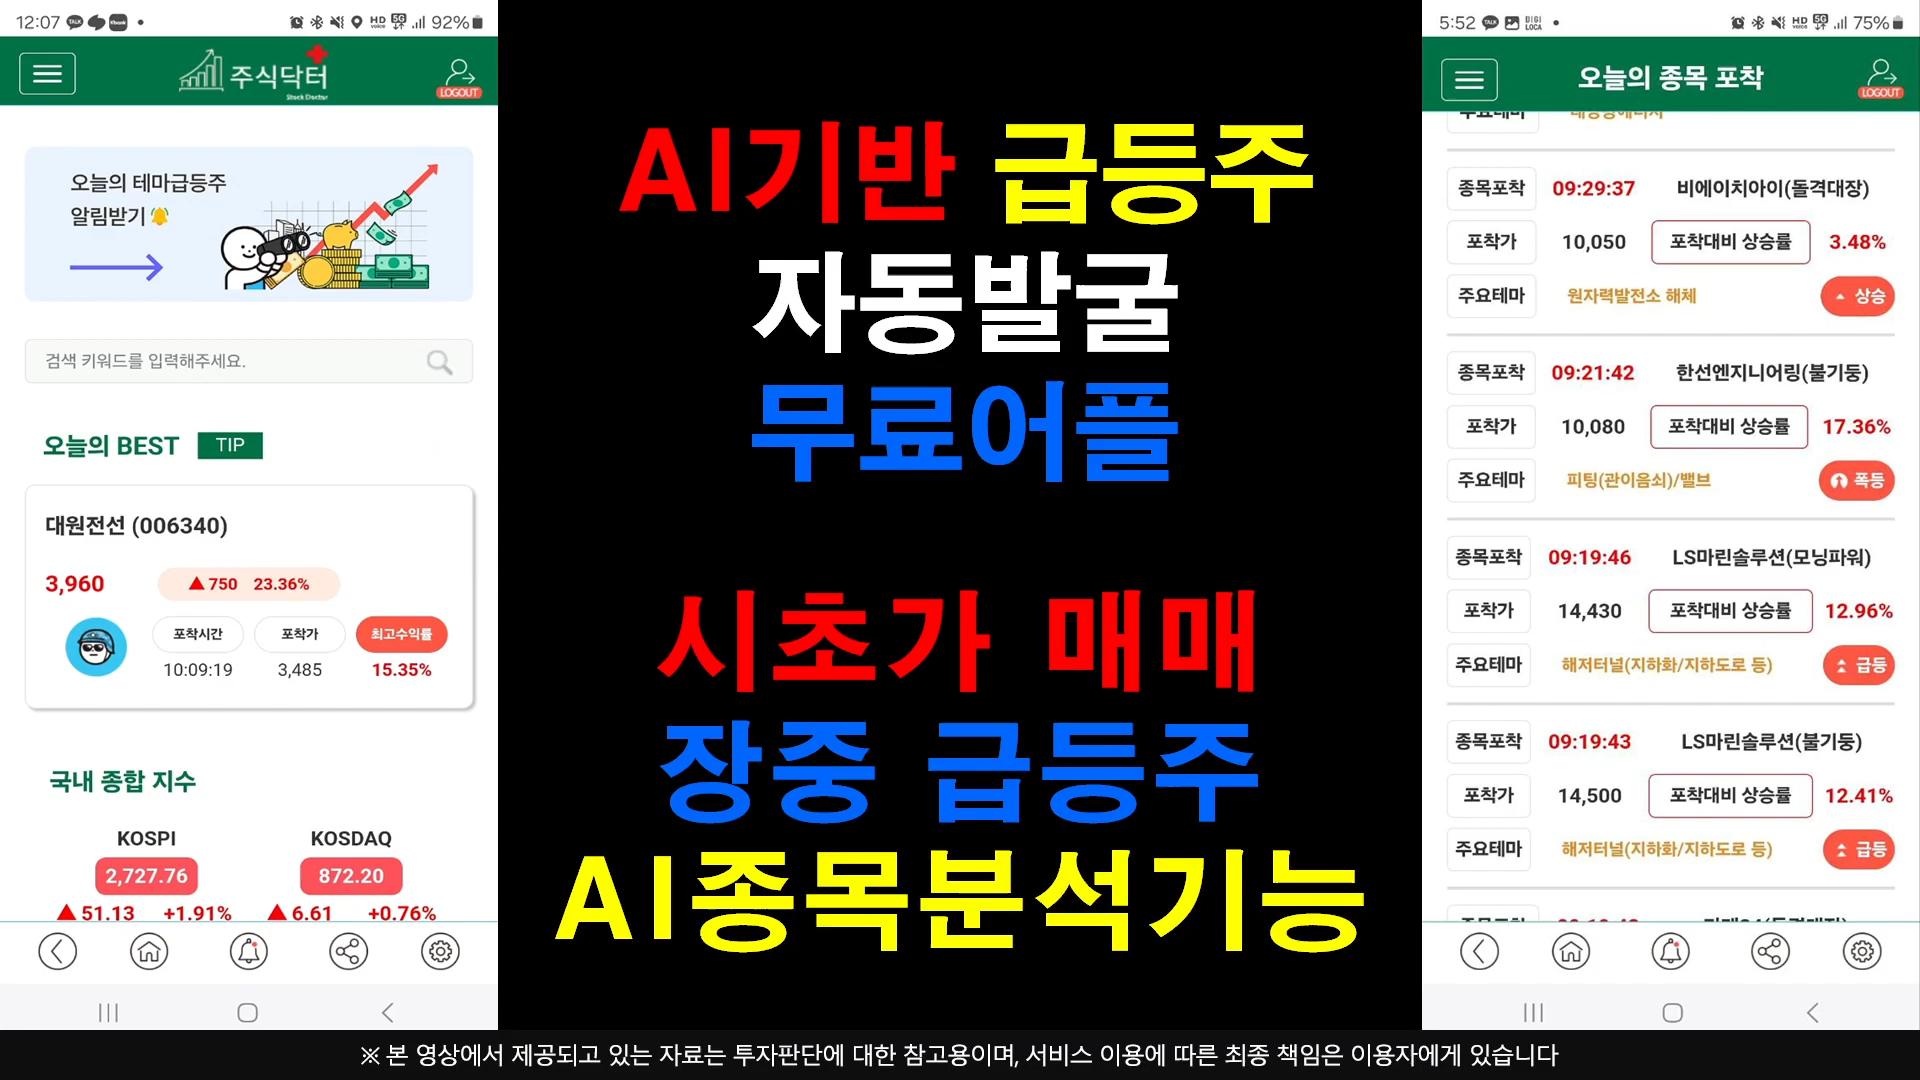 12:07
92%
주식닥터
Stock Doctor
LOGOUT
오늘의 테마급등주
알림받기
검색 키워드를 입력해주세요.
오늘의 BEST TIP
대원전선 (006340)
3,960 ▲750 23.36%
포착시간 포착가 최고수익률
10:09:19 3,485 15.35%
국내 종합 지수
KOSPI KOSDAQ
2,727.76 872.20
▲51.13 +1.91% ▲6.61 +0.76%
AI기반 급등주
자동발굴
무료어플
시초가 매매
장중 급등주
AI종목분석기능
5:52
75%
오늘의 종목 포착
LOGOUT
주요테마
종목포착 09:29:37 비에이치아이(돌격대장)
포착가 10,050 포착대비 상승률 3.48%
주요테마 원자력발전소 해체 상승
종목포착 09:21:42 한선엔지니어링(불기둥)
포착가 10,080 포착대비 상승률 17.36%
주요테마 피팅(관이음쇠)/밸브 폭등
종목포착 09:19:46 LS마린솔루션(모닝파워)
포착가 14,430 포착대비 상승률 12.96%
주요테마 해저터널(지하화/지하도로 등) 급등
종목포착 09:19:43 LS마린솔루션(불기둥)
포착가 14,500 포착대비 상승률 12.41%
주요테마 해저터널(지하화/지하도로 등) 급등
※ 본 영상에서 제공되고 있는 자료는 투자판단에 대한 참고용이며, 서비스 이용에 따른 최종 책임은 이용자에게 있습니다